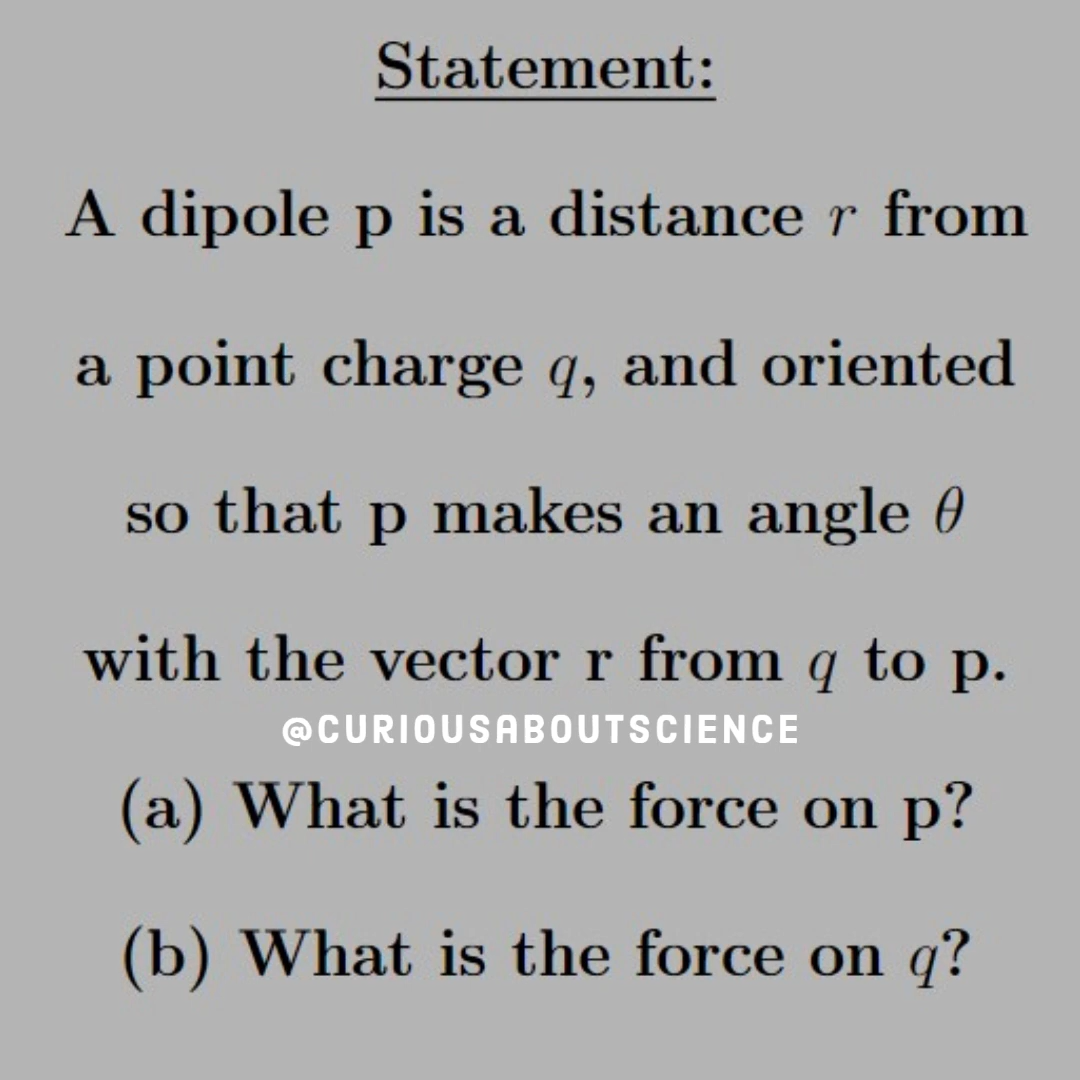 Statement:
A dipole p is a distance r from
a point charge q, and oriented
so that p makes an angle θ
with the vector r from q to p.
@CURIOUSABOUTSCIENCE
(a) What is the force on p?
(b) What is the force on q?